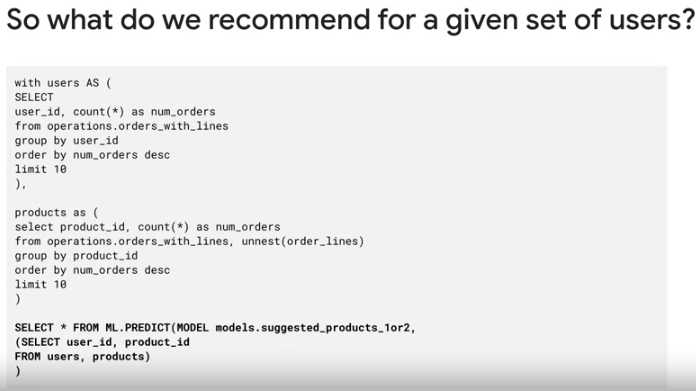 So what do we recommend for a given set of users?
with users AS (
SELECT
user_id, count(*) as num_orders
from operations.orders_with_lines
group by user_id
order by num_orders desc
limit 10
),
products as (
select product_id, count(*) as num_orders
from operations.orders_with_lines, unnest(order_lines)
group by product_id
order by num_orders desc
limit 10
)
SELECT * FROM ML.PREDICT(MODEL models.suggested_products_1or2,
(SELECT user_id, product_id
FROM users, products)
)